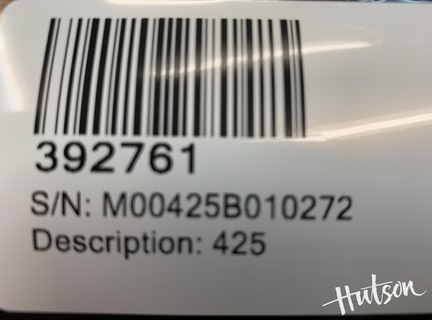 392761
S/N: M00425B010272
Description: 425
Hutson